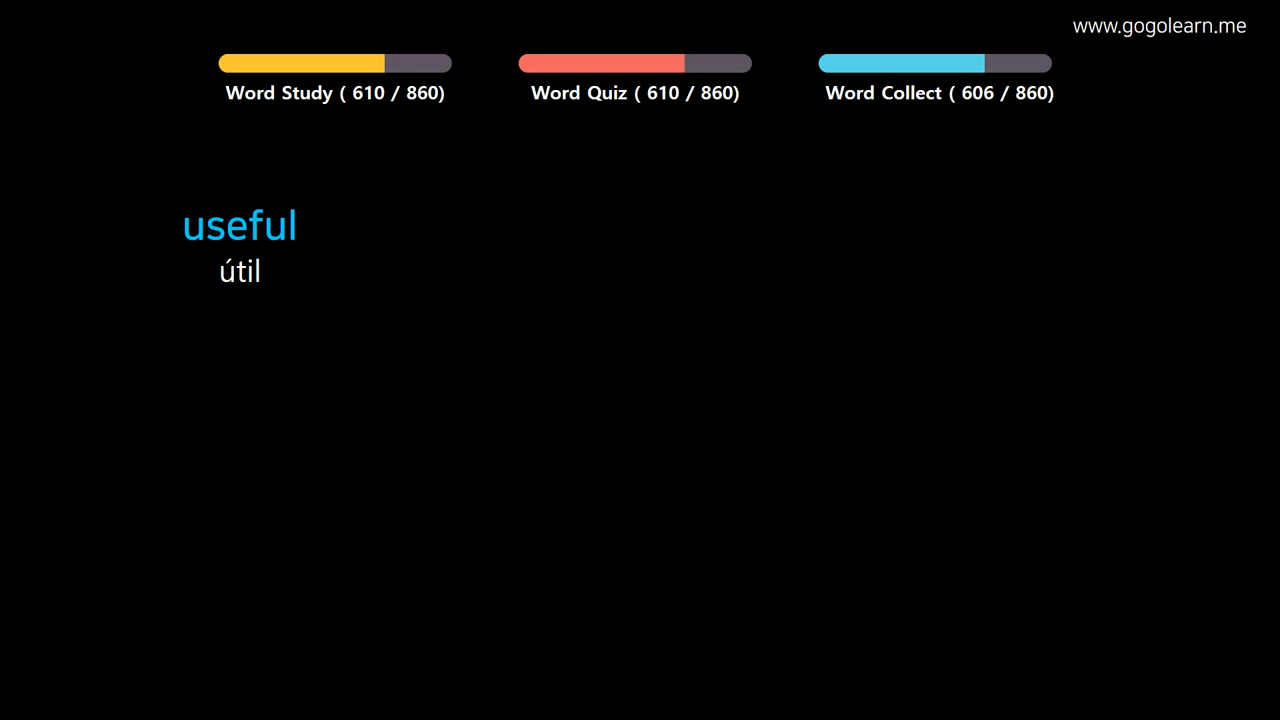 www.gogolearn.me
Word Study ( 610 / 860)
Word Quiz ( 610 / 860)
Word Collect ( 606 / 860)
useful
útil